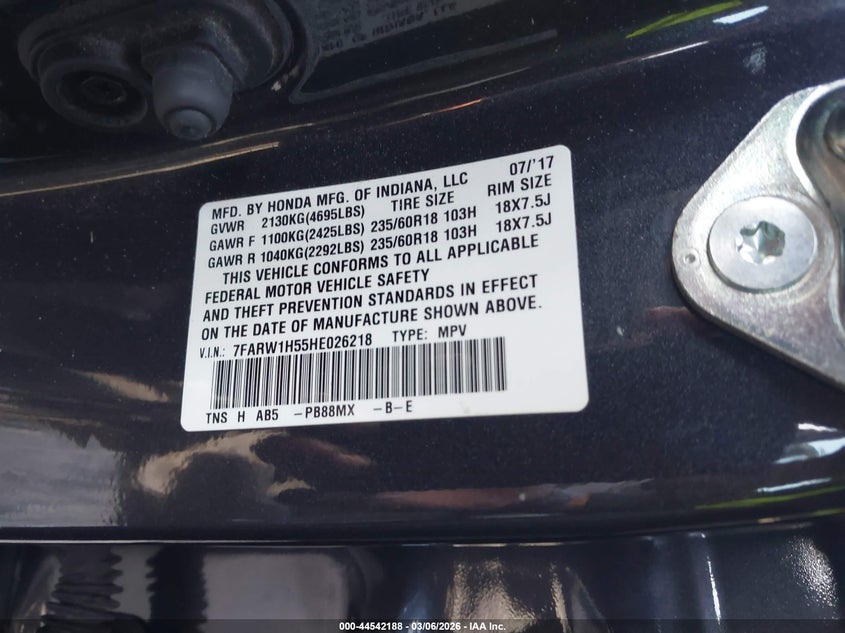 MFD. BY HONDA MFG. OF INDIANA, LLC 07/'17
GVWR 2130KG(4695LBS) TIRE SIZE RIM SIZE
GAWR F 1100KG(2425LBS) 235/60R18 103H 18X7.5J
GAWR R 1040KG(2292LBS) 235/60R18 103H 18X7.5J
THIS VEHICLE CONFORMS TO ALL APPLICABLE
FEDERAL MOTOR VEHICLE SAFETY
AND THEFT PREVENTION STANDARDS IN EFFECT
ON THE DATE OF MANUFACTURE SHOWN ABOVE.
V.I.N.: 7FARW1H55HE026218 TYPE: MPV
TNS H AB5 -PB88MX -B-E
000-44542188 - 03/06/2026 - IAA Inc.